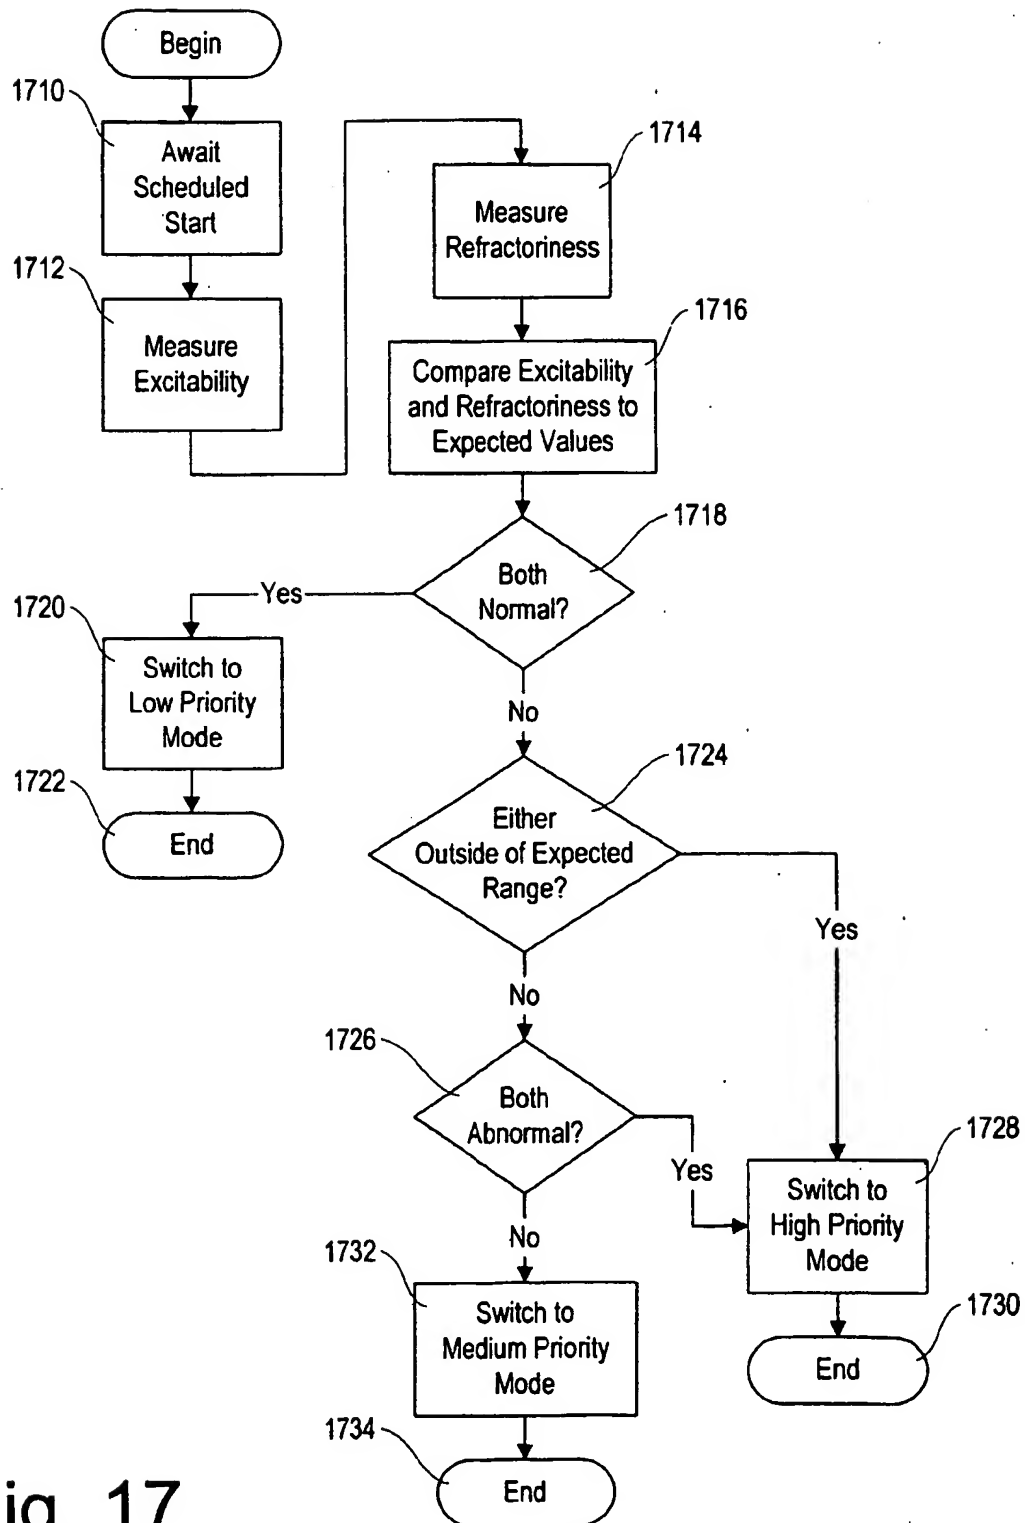 Begin
1710
Await
Scheduled
Start
1712
Measure
Excitability
1714
Measure
Refractoriness
1716
Compare Excitability
and Refractoriness to
Expected Values
1718
Both
Normal?
Yes
1720
Switch to
Low Priority
Mode
1722
End
No
1724
Either
Outside of Expected
Range?
Yes
No
1726
Both
Abnormal?
Yes
1728
Switch to
High Priority
Mode
1730
End
No
1732
Switch to
Medium Priority
Mode
1734
End
ig. 17